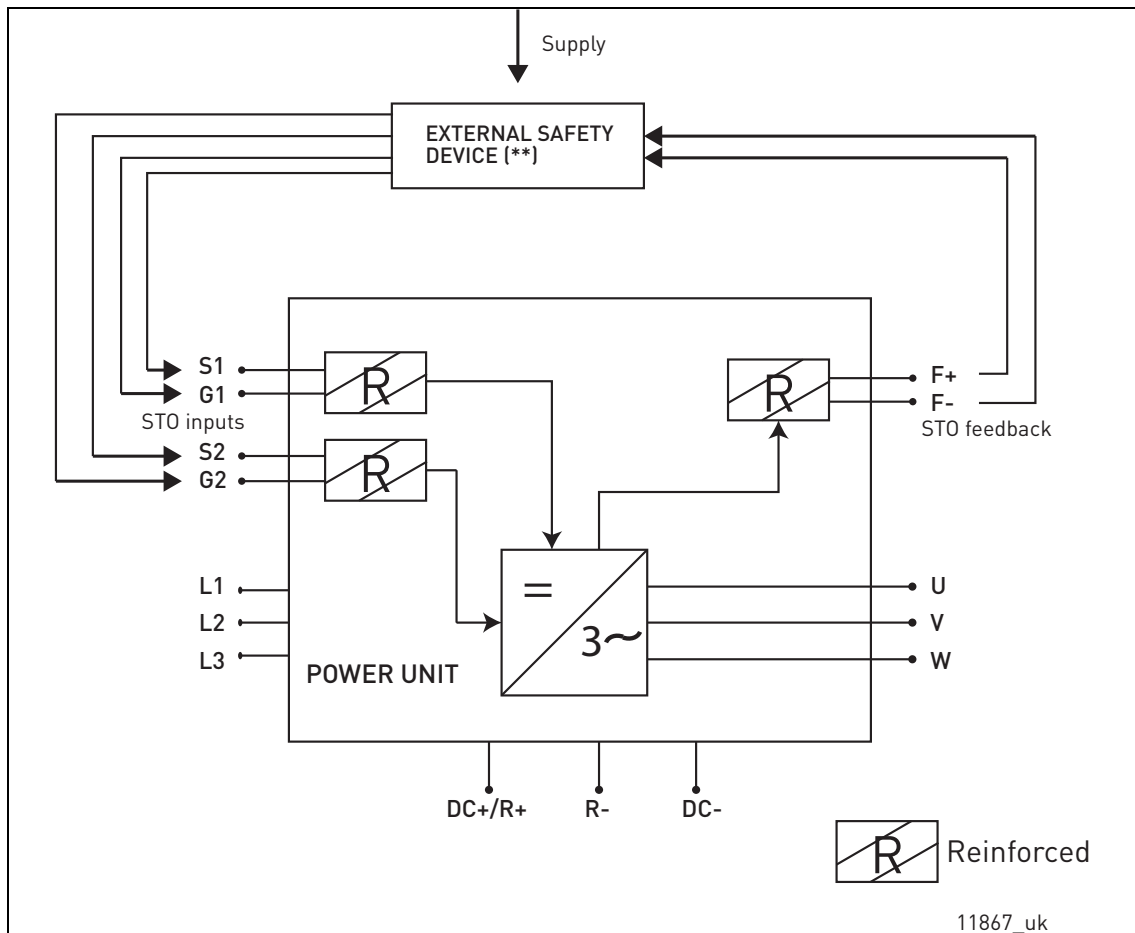 Supply
EXTERNAL SAFETY
DEVICE (**)
S1
G1
STO inputs
S2
G2
R
R
R
F+
F-
STO feedback
L1
L2
L3
POWER UNIT
=
3~
U
V
W
DC+/R+
R-
DC-
R
Reinforced
11867_uk